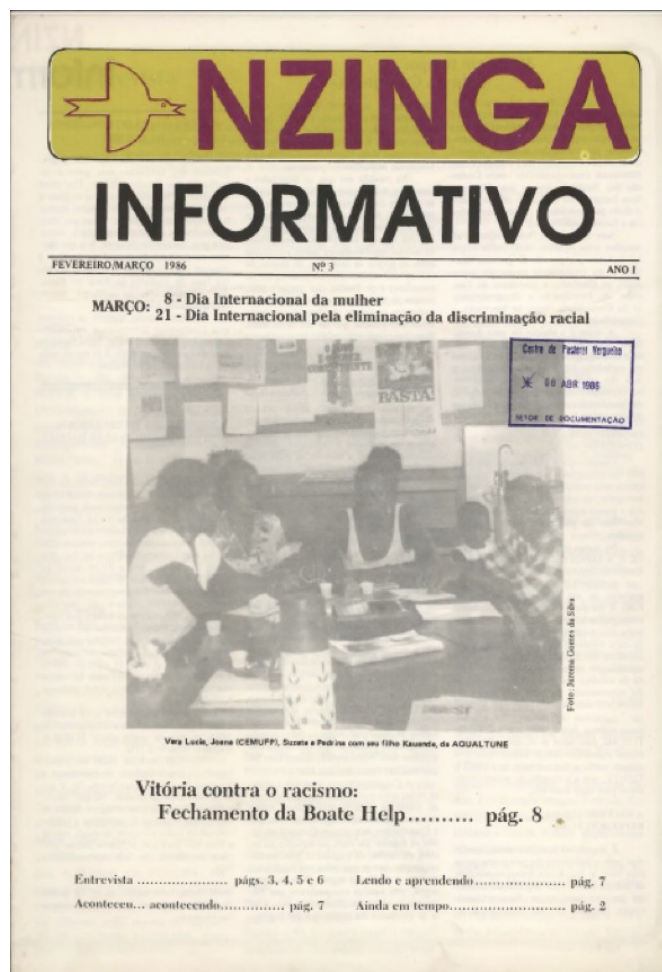 NZINGA
INFORMATIVO
FEVEREIRO/MARÇO 1986 Nº 3 ANO I
MARÇO: 8 - Dia Internacional da mulher
21 - Dia Internacional pela eliminação da discriminação racial
O FEMI
BASTA!
Centro de Pastoral Vergueiro
08 ABR 1986
SETOR DE DOCUMENTAÇÃO
Foto: Jurema Gomes da Silva
Vera Lucia, Joana (CEMUFP), Suzete e Pedrina com seu filho Kauanda, de AQUALTUNE
Vitória contra o racismo:
Fechamento da Boate Help.......... pág. 8
Entrevista .................... págs. 3, 4, 5 e 6
Aconteceu... acontecendo.............. pág. 7
Lendo e aprendendo.................... pág. 7
Ainda em tempo......................... pág. 2